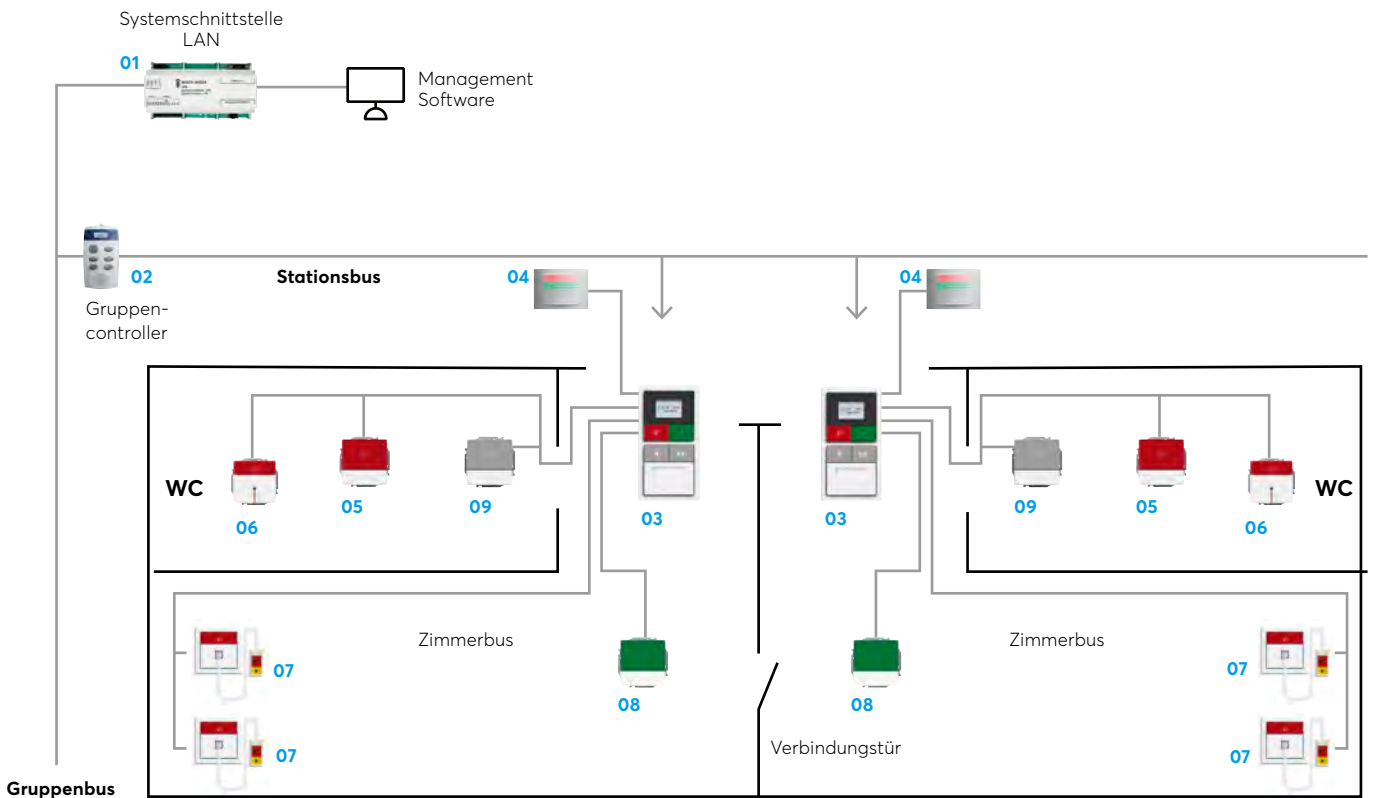 Systemschnittstelle
LAN
01
Management
Software
02
Stationsbus
04
04
Gruppen-
controller
WC
06
05
09
03
03
09
05
06
WC
Zimmerbus
Zimmerbus
07
08
08
07
07
Verbindungstür
07
Gruppenbus